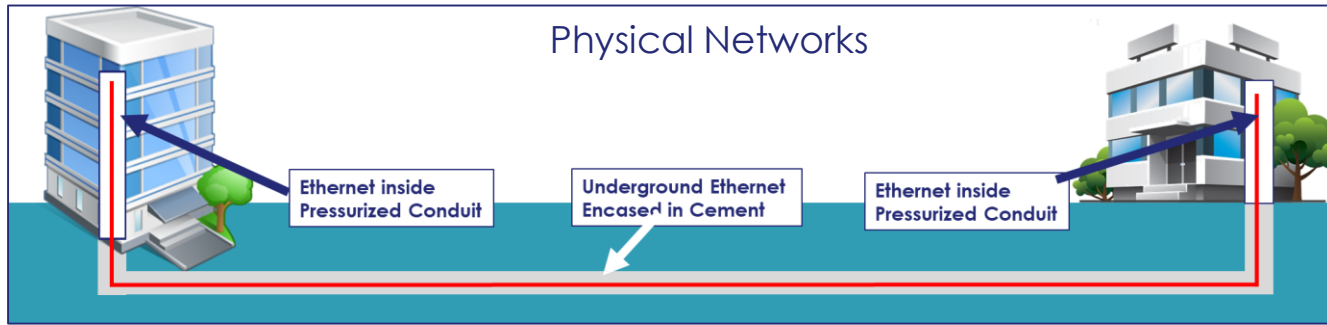 Physical Networks
Ethernet inside
Pressurized Conduit
Underground Ethernet
Encased in Cement
Ethernet inside
Pressurized Conduit